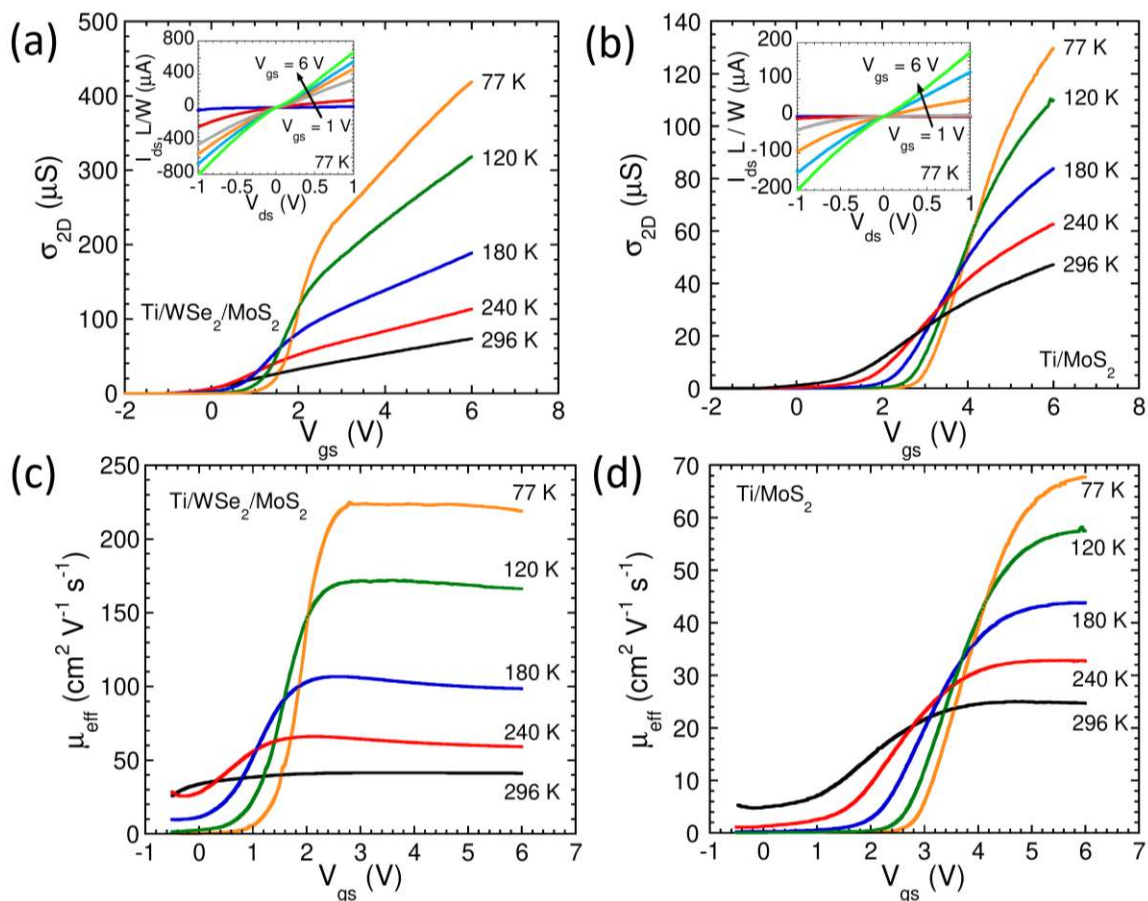 (a)
500
400
300
200
100
0
σ2D (μS)
-2 0 2 4 6 8
Vgs (V)
Ti/WSe2/MoS2
77 K
120 K
180 K
240 K
296 K
800
400
0
-400
-800
Ids L/W (μA)
-1 -0.5 0 0.5 1
Vds (V)
Vgs = 6 V
Vgs = 1 V
77 K
(b)
140
120
100
80
60
40
20
0
σ2D (μS)
-2 0 2 4 6 8
Vgs (V)
Ti/MoS2
77 K
120 K
180 K
240 K
296 K
200
100
0
-100
-200
Ids L / W (μA)
-1 -0.5 0 0.5 1
Vds (V)
Vgs = 6 V
Vgs = 1 V
77 K
(c)
250
200
150
100
50
0
μeff (cm2 V-1 s-1)
-1 0 1 2 3 4 5 6 7
Vgs (V)
Ti/WSe2/MoS2
77 K
120 K
180 K
240 K
296 K
(d)
70
60
50
40
30
20
10
0
μeff (cm2 V-1 s-1)
-1 0 1 2 3 4 5 6 7
Vgs (V)
Ti/MoS2
77 K
120 K
180 K
240 K
296 K